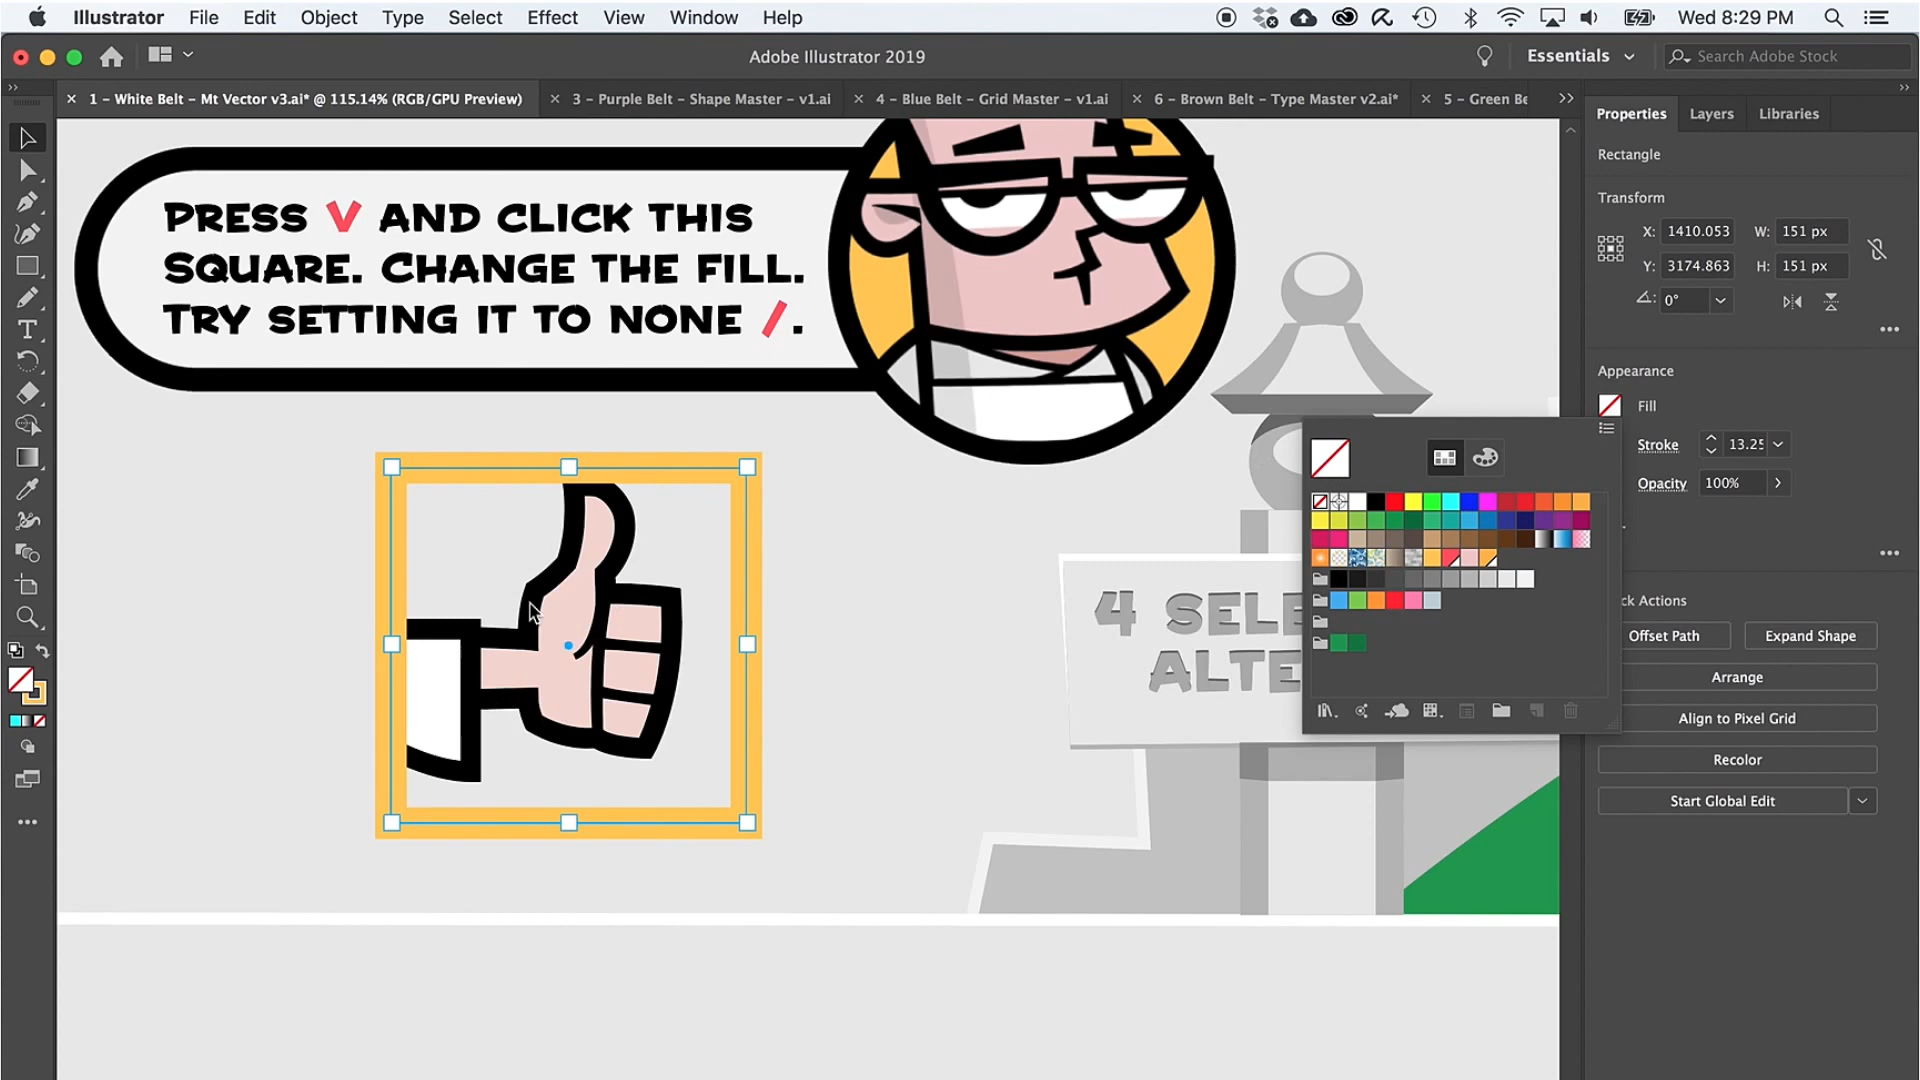 Illustrator File Edit Object Type Select Effect View Window Help Wed 8:29 PM
Adobe Illustrator 2019 Essentials Search Adobe Stock
1 – White Belt – Mt Vector v3.ai* @ 115.14% (RGB/GPU Preview) 3 – Purple Belt – Shape Master – v1.ai 4 – Blue Belt – Grid Master – v1.ai 6 – Brown Belt – Type Master v2.ai* 5 – Green Be
Properties Layers Libraries
Rectangle
Transform
X: 1410.053 W: 151 px
Y: 3174.863 H: 151 px
0°
Appearance
Fill
Stroke 13.25
Opacity 100%
Quick Actions
Offset Path Expand Shape
Arrange
Align to Pixel Grid
Recolor
Start Global Edit
PRESS V AND CLICK THIS
SQUARE. CHANGE THE FILL.
TRY SETTING IT TO NONE /.
4 SELE
ALTE